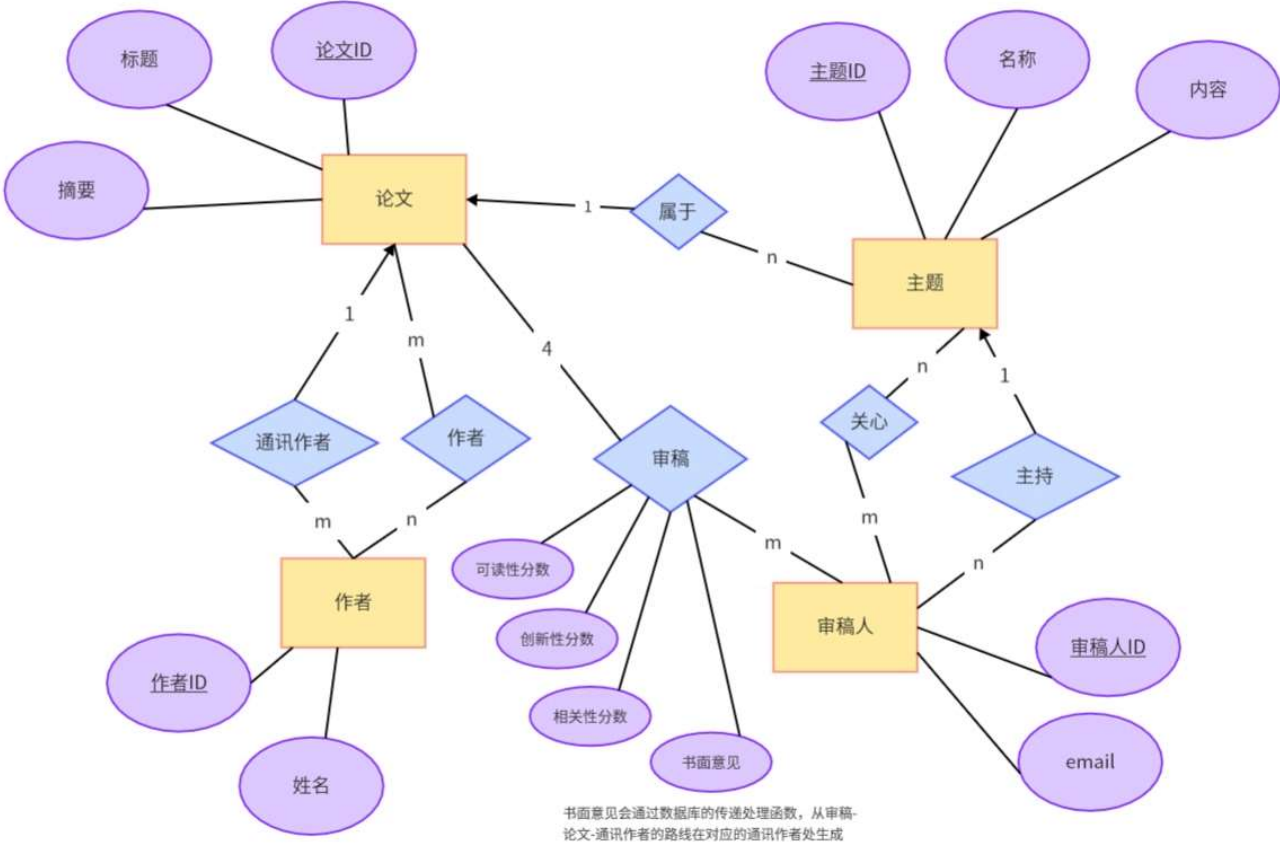 标题
论文ID
主题ID
名称
内容
摘要
论文
1
属于
n
主题
1
m
4
n
1
通讯作者
作者
审稿
关心
主持
m
n
m
m
n
可读性分数
作者
创新性分数
审稿人
作者ID
相关性分数
审稿人ID
姓名
书面意见
email
书面意见会通过数据库的传递处理函数，从审稿-
论文-通讯作者的路线在对应的通讯作者处生成